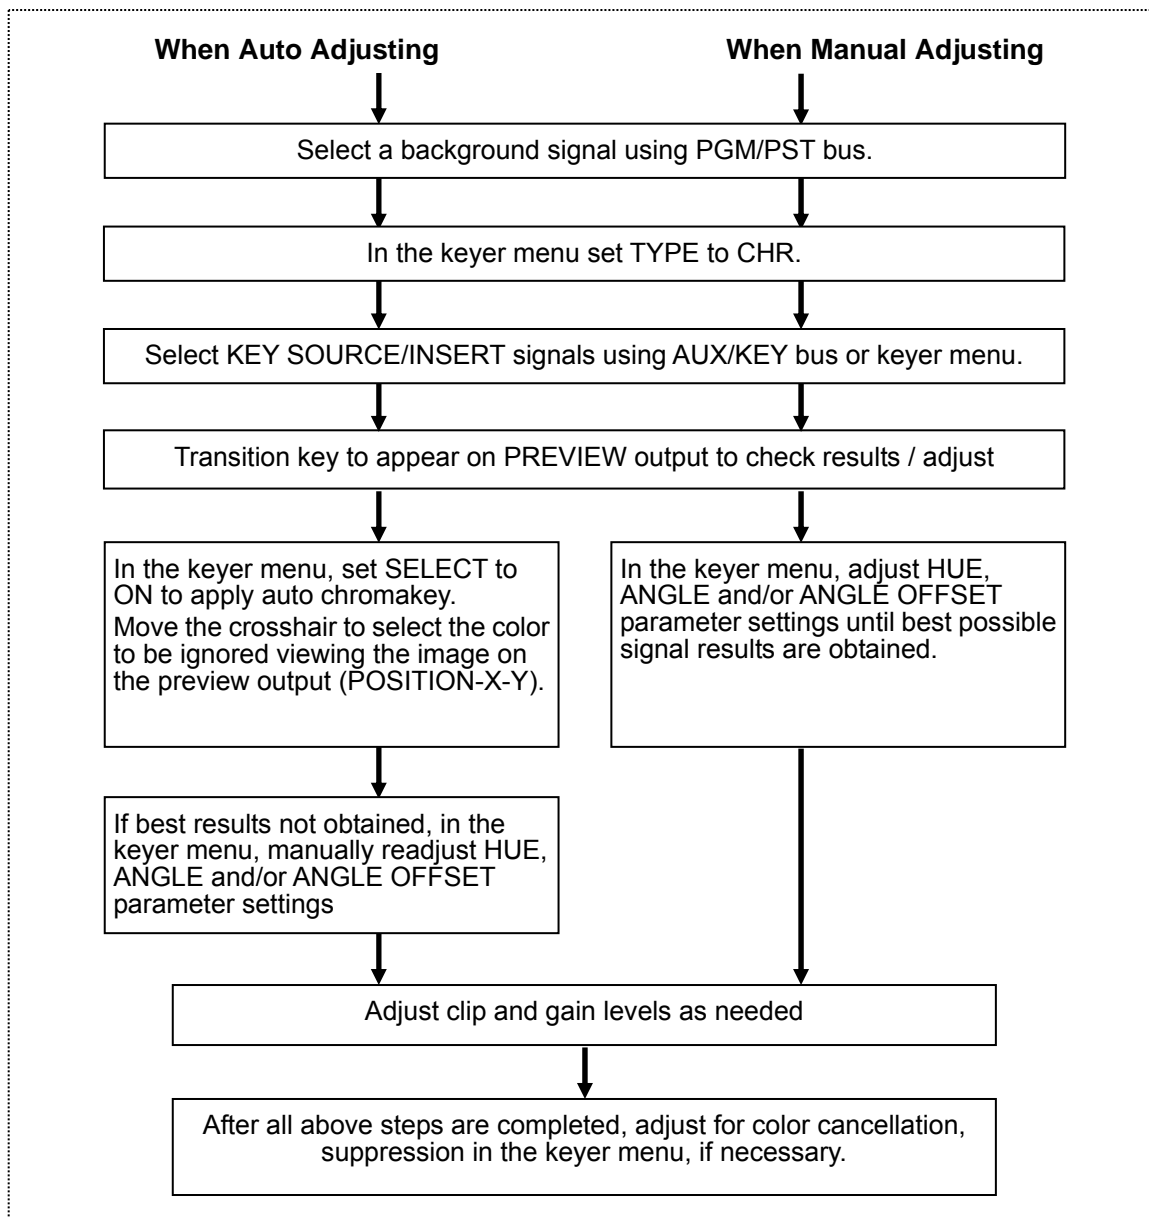 When Auto Adjusting
When Manual Adjusting
Select a background signal using PGM/PST bus.
In the keyer menu set TYPE to CHR.
Select KEY SOURCE/INSERT signals using AUX/KEY bus or keyer menu.
Transition key to appear on PREVIEW output to check results / adjust
In the keyer menu, set SELECT to
ON to apply auto chromakey.
Move the crosshair to select the color
to be ignored viewing the image on
the preview output (POSITION-X-Y).
In the keyer menu, adjust HUE,
ANGLE and/or ANGLE OFFSET
parameter settings until best possible
signal results are obtained.
If best results not obtained, in the
keyer menu, manually readjust HUE,
ANGLE and/or ANGLE OFFSET
parameter settings
Adjust clip and gain levels as needed
After all above steps are completed, adjust for color cancellation,
suppression in the keyer menu, if necessary.